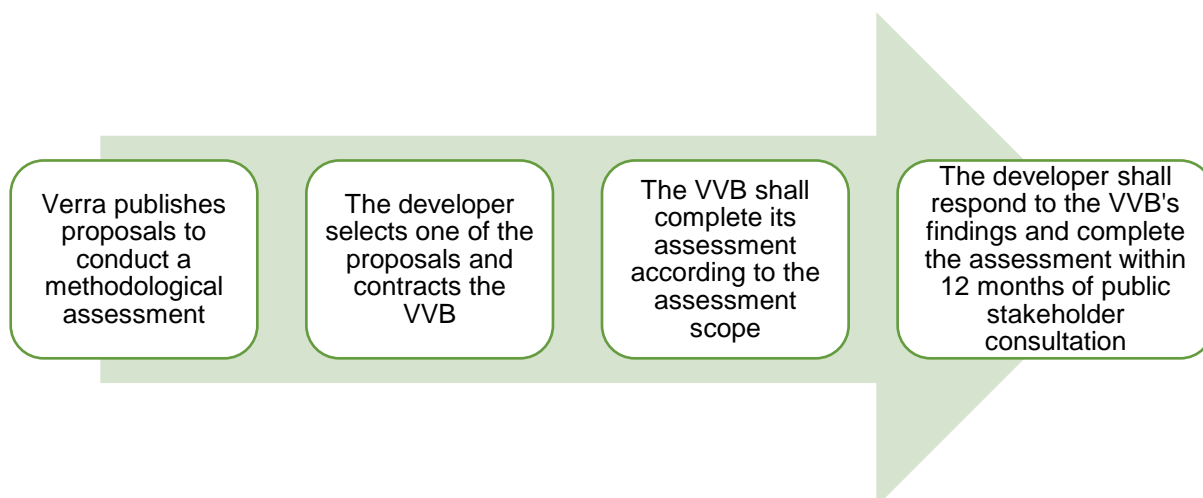 Verra publishes
proposals to
conduct a
methodological
assessment
The developer
selects one of the
proposals and
contracts the
VVB
The VVB shall
complete its
assessment
according to the
assessment
scope
The developer shall
respond to the VVB's
findings and complete
the assessment within
12 months of public
stakeholder
consultation